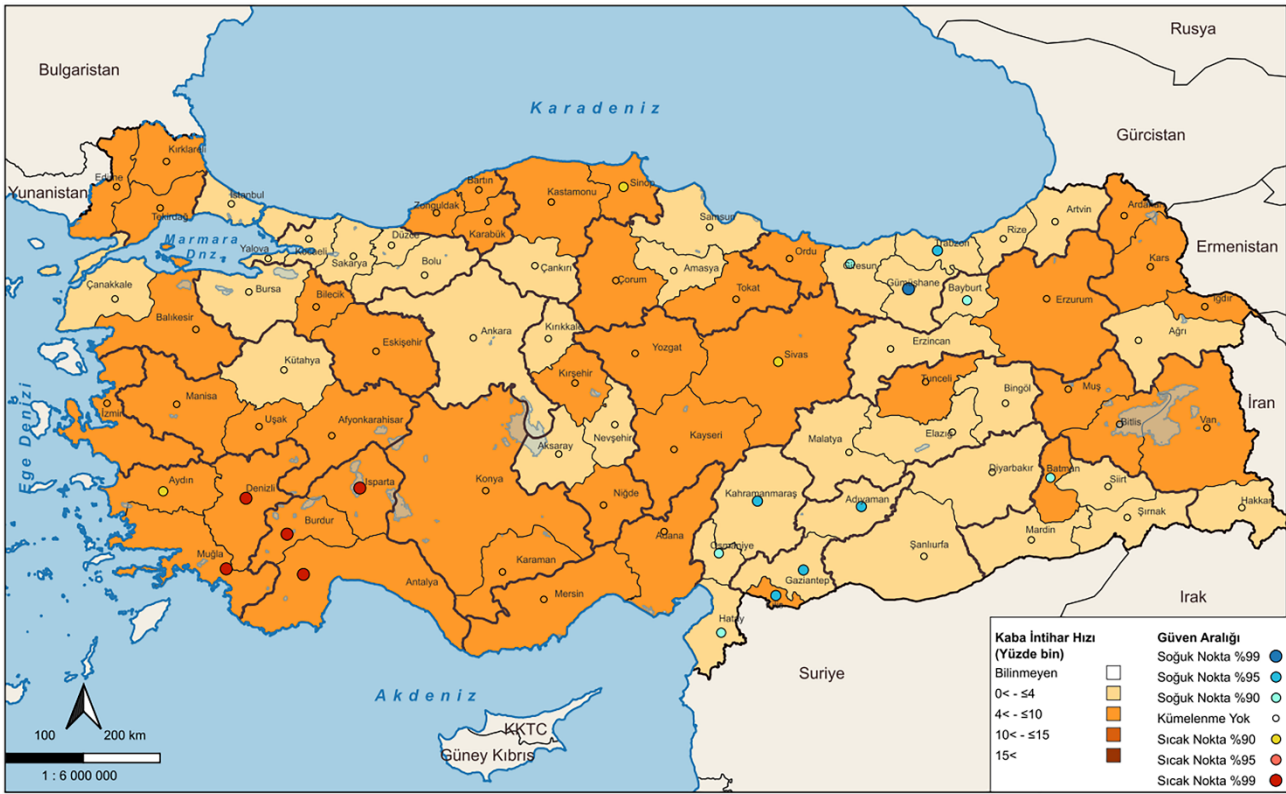 Rusya
Bulgaristan
Karadeniz
Gürcistan
Kırklareli
Edirne
Yunanistan
Tekirdağ
İstanbul
Bartın
Zonguldak
Kastamonu
Sinop
Karabük
Samsun
Artvin
Ardahan
Rize
Trabzon
Ermenistan
Marmara
Dnz.
Yalova
Kocaeli
Sakarya
Düzce
Bolu
Çankırı
Amasya
Ordu
Giresun
Gümüşhane
Bayburt
Kars
Çanakkale
Bursa
Bilecik
Çorum
Tokat
Erzurum
Iğdır
Balıkesir
Eskişehir
Ankara
Kırıkkale
Yozgat
Sivas
Erzincan
Ağrı
Kütahya
Kırşehir
Tunceli
Bingöl
Muş
Ege Denizi
İzmir
Manisa
Uşak
Afyonkarahisar
Aksaray
Nevşehir
Kayseri
Malatya
Elazığ
Bitlis
Van
İran
Aydın
Denizli
Isparta
Konya
Niğde
Kahramanmaraş
Adıyaman
Diyarbakır
Batman
Siirt
Hakkari
Burdur
Muğla
Antalya
Karaman
Mersin
Adana
Osmaniye
Gaziantep
Şanlıurfa
Mardin
Şırnak
Hatay
Irak
Suriye
Akdeniz
KKTC
Güney Kıbrıs
100 200 km
1 : 6 000 000
Kaba İntihar Hızı
(Yüzde bin)
Bilinmeyen
0< - ≤4
4< - ≤10
10< - ≤15
15<
Güven Aralığı
Soğuk Nokta %99
Soğuk Nokta %95
Soğuk Nokta %90
Kümelenme Yok
Sıcak Nokta %90
Sıcak Nokta %95
Sıcak Nokta %99